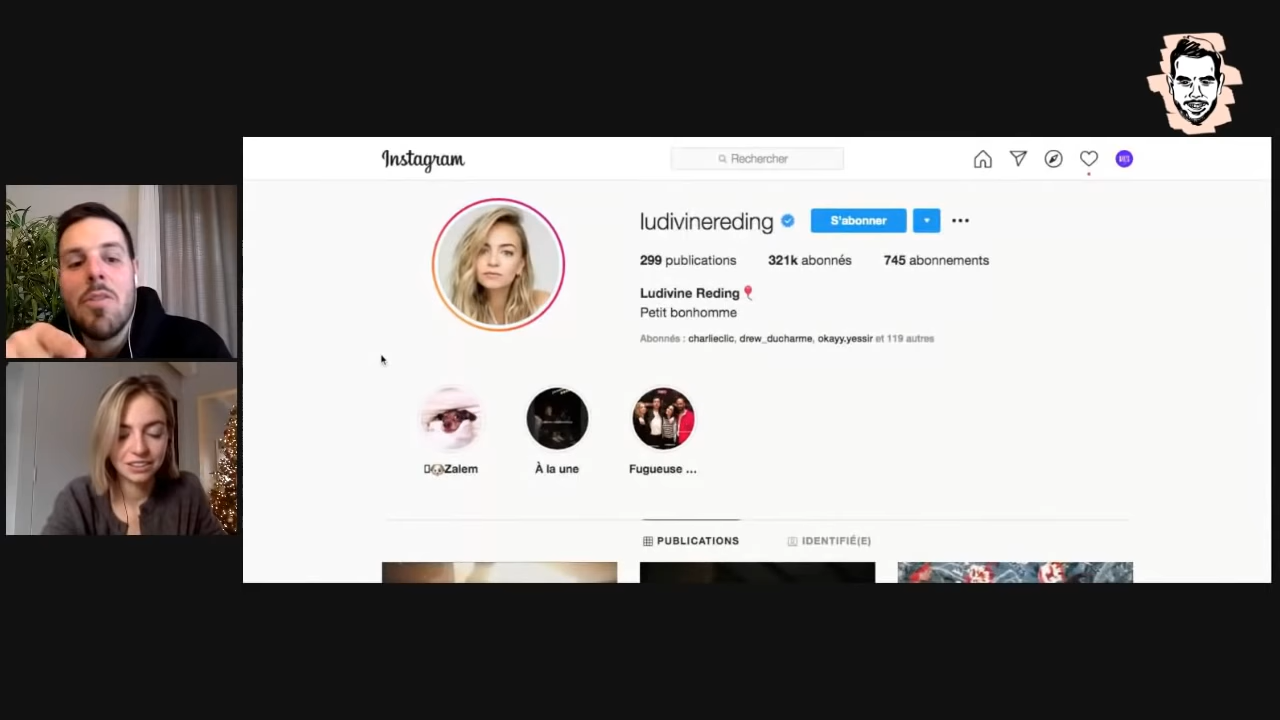 Instagram
Rechercher
ludivinereding
S'abonner
299 publications 321k abonnés 745 abonnements
Ludivine Reding
Petit bonhomme
Abonnés : charlieclic, drew_ducharme, okayy.yessir et 119 autres
Zalem
À la une
Fugueuse ...
PUBLICATIONS
IDENTIFIÉ(E)